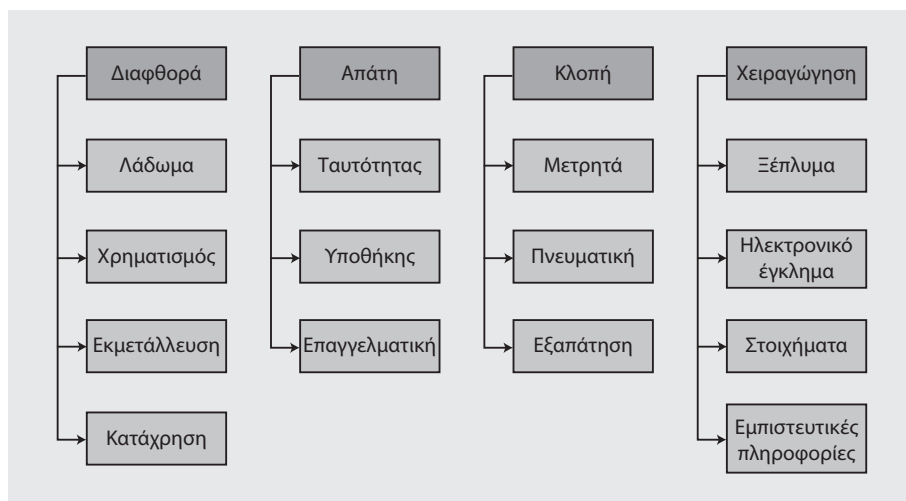 Διαφθορά
Λάδωμα
Χρηματισμός
Εκμετάλλευση
Κατάχρηση
Απάτη
Ταυτότητας
Υποθήκης
Επαγγελματική
Κλοπή
Μετρητά
Πνευματική
Εξαπάτηση
Χειραγώγηση
Ξέπλυμα
Ηλεκτρονικό
έγκλημα
Στοιχήματα
Εμπιστευτικές
πληροφορίες